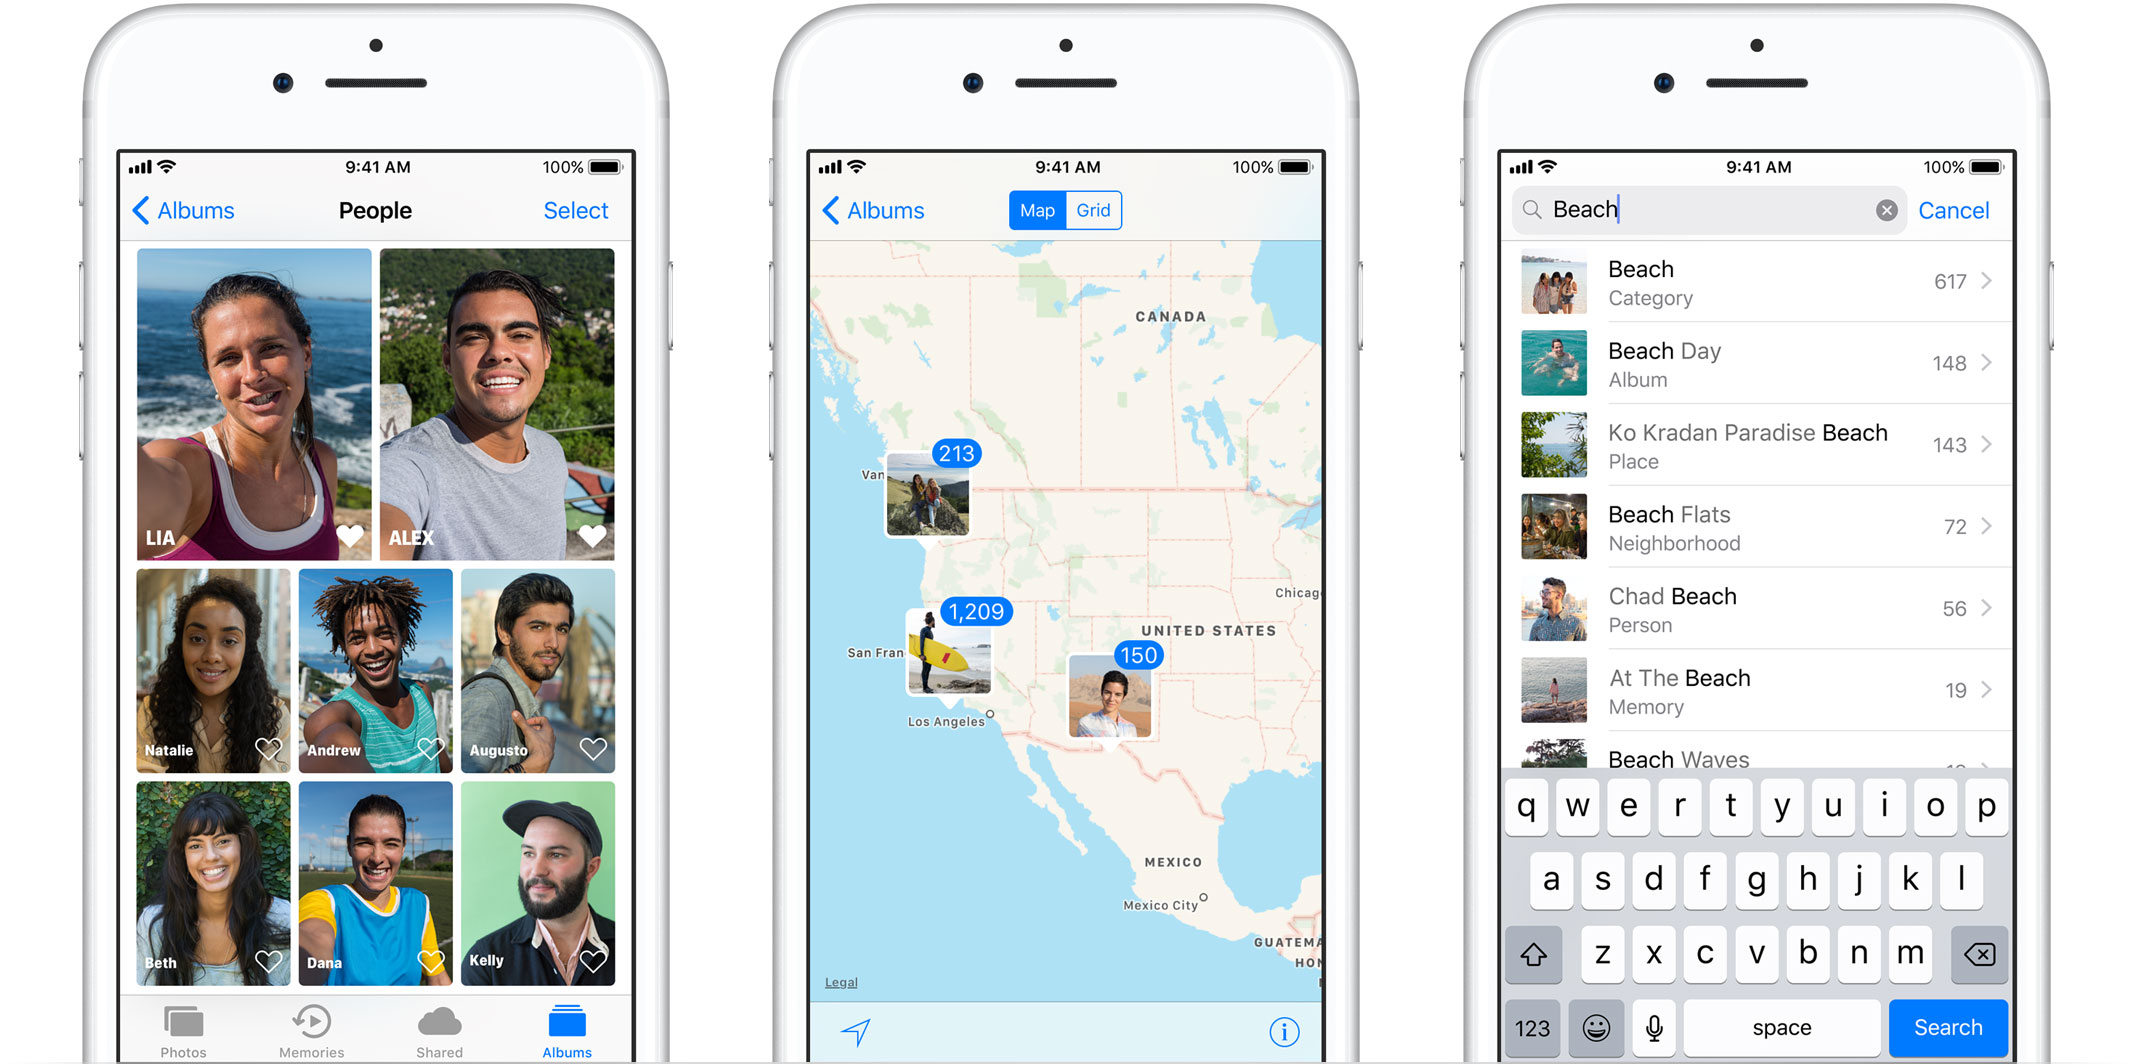 9:41 AM
100%
Albums
People
Select
LIA
ALEX
Natalie
Andrew
Augusto
Beth
Dana
Kelly
Photos
Memories
Shared
Albums
9:41 AM
100%
Albums
Map
Grid
CANADA
213
Van
Chicag
1,209
UNITED STATES
San Fran
150
Los Angeles
MEXICO
Mexico City
GUATEMA
HON
Legal
9:41 AM
100%
Beach
Cancel
Beach
Category
617
Beach Day
Album
148
Ko Kradan Paradise Beach
Place
143
Beach Flats
Neighborhood
72
Chad Beach
Person
56
At The Beach
Memory
19
Beach Waves
q w e r t y u i o p
a s d f g h j k l
z x c v b n m
123
space
Search